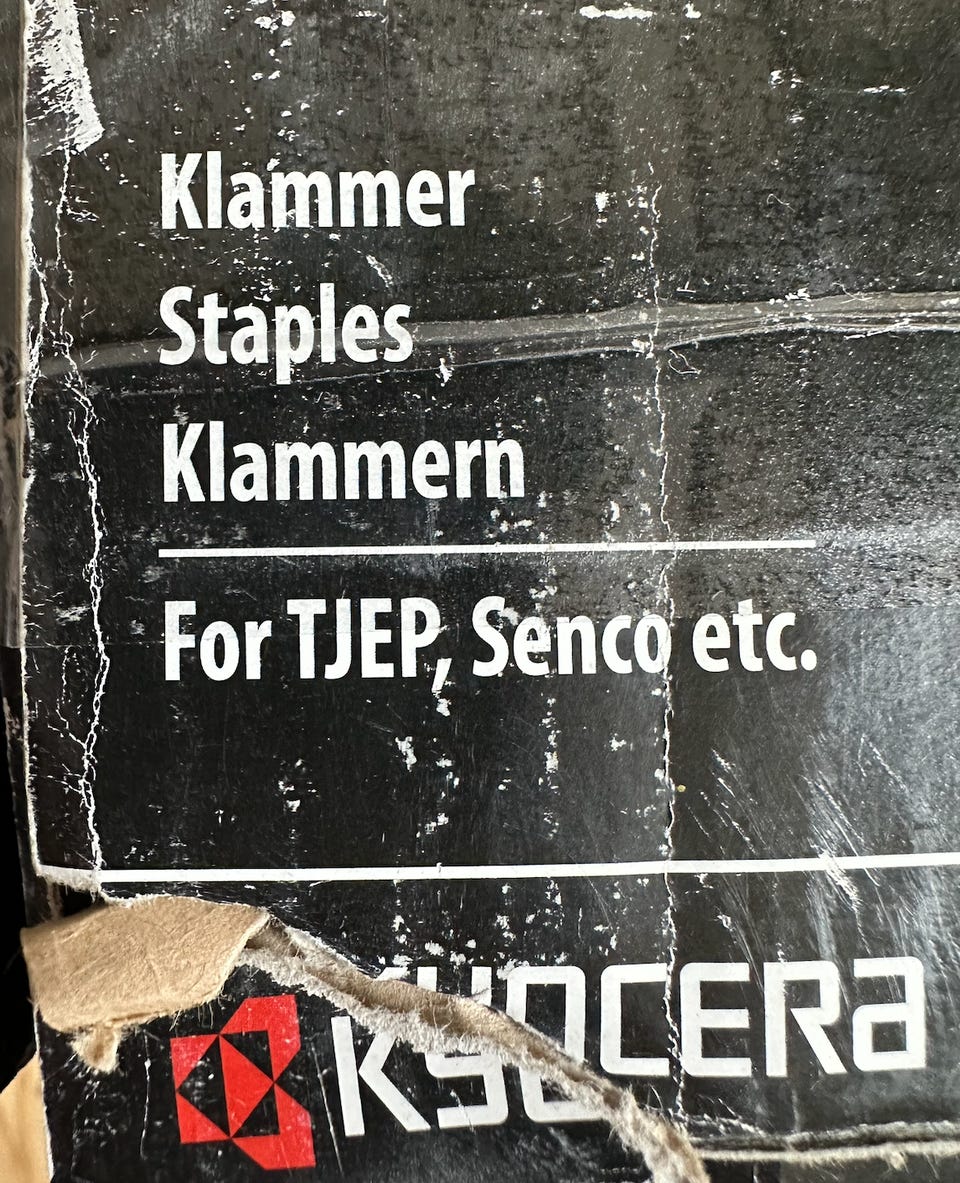 Klammer
Staples
Klammern
For TJEP, Senco etc.
KYOCERA